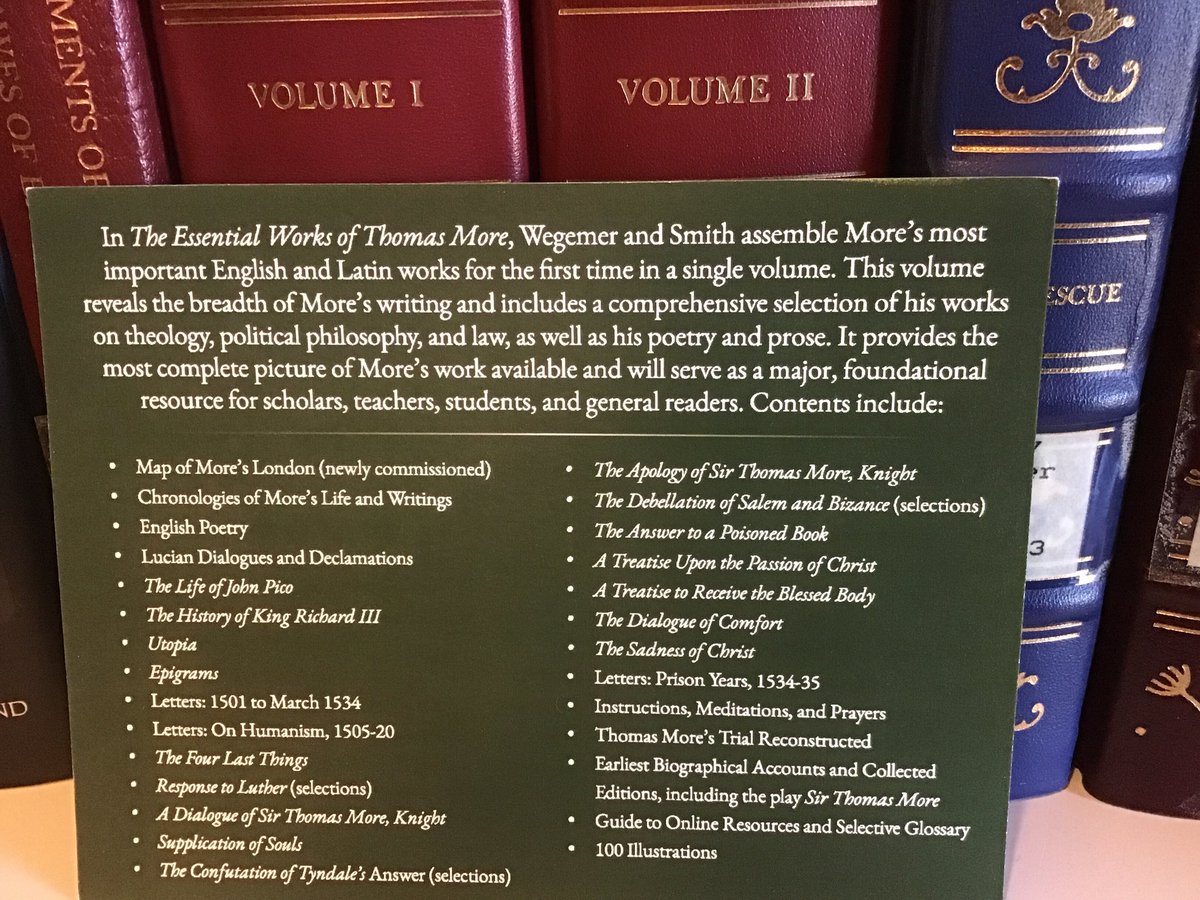 MENTS OF
VES OF
VOLUME I
VOLUME II
ESCUE
In The Essential Works of Thomas More, Wegemer and Smith assemble More's most
important English and Latin works for the first time in a single volume. This volume
reveals the breadth of More's writing and includes a comprehensive selection of his works
on theology, political philosophy, and law, as well as his poetry and prose. It provides the
most complete picture of More's work available and will serve as a major, foundational
resource for scholars, teachers, students, and general readers. Contents include:
• Map of More's London (newly commissioned)
• Chronologies of More's Life and Writings
• English Poetry
• Lucian Dialogues and Declamations
• The Life of John Pico
• The History of King Richard III
• Utopia
• Epigrams
• Letters: 1501 to March 1534
• Letters: On Humanism, 1505-20
• The Four Last Things
• Response to Luther (selections)
• A Dialogue of Sir Thomas More, Knight
• Supplication of Souls
• The Confutation of Tyndale's Answer (selections)
• The Apology of Sir Thomas More, Knight
• The Debellation of Salem and Bizance (selections)
• The Answer to a Poisoned Book
• A Treatise Upon the Passion of Christ
• A Treatise to Receive the Blessed Body
• The Dialogue of Comfort
• The Sadness of Christ
• Letters: Prison Years, 1534-35
• Instructions, Meditations, and Prayers
• Thomas More's Trial Reconstructed
• Earliest Biographical Accounts and Collected
Editions, including the play Sir Thomas More
• Guide to Online Resources and Selective Glossary
• 100 Illustrations
er
3
ND